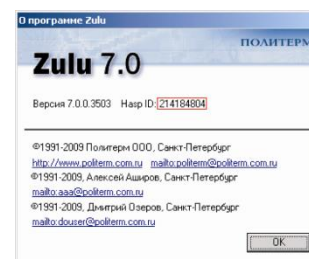 О программе Zulu
ПОЛИТЕРМ
Zulu 7.0
Версия 7.0.0.3503 Hasp ID: 214184804
©1991-2009 Политерм ООО, Санкт-Петербург
http://www.politerm.com.ru mailto:politerm@politerm.com.ru
©1991-2009, Алексей Аширов, Санкт-Петербург
mailto:aaa@politerm.com.ru
©1991-2009, Дмитрий Озеров, Санкт-Петербург
mailto:douser@politerm.com.ru
OK